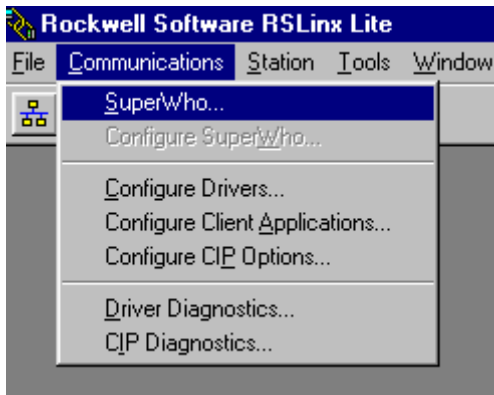 Rockwell Software RSLinx Lite
File Communications Station Tools Window
SuperWho...
Configure SuperWho...
Configure Drivers...
Configure Client Applications...
Configure CIP Options...
Driver Diagnostics...
CIP Diagnostics...